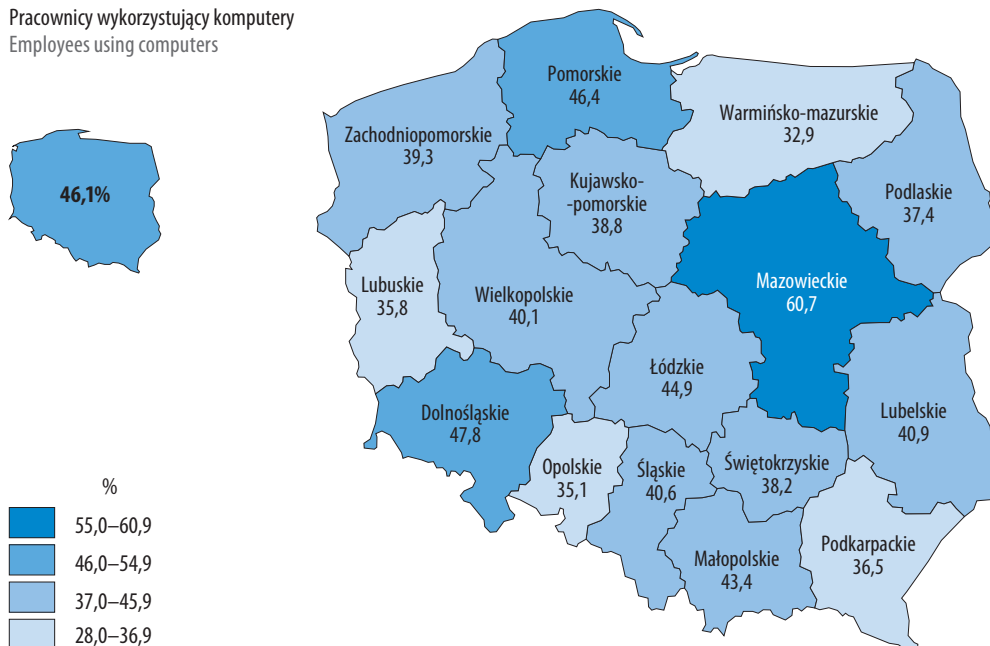 Pracownicy wykorzystujący komputery
Employees using computers
46,1%
Pomorskie
46,4
Warmińsko-mazurskie
32,9
Zachodniopomorskie
39,3
Kujawsko-
-pomorskie
38,8
Podlaskie
37,4
Lubuskie
35,8
Wielkopolskie
40,1
Mazowieckie
60,7
Łódzkie
44,9
Dolnośląskie
47,8
Lubelskie
40,9
Opolskie
35,1
Śląskie
40,6
Świętokrzyskie
38,2
Małopolskie
43,4
Podkarpackie
36,5
%
55,0–60,9
46,0–54,9
37,0–45,9
28,0–36,9